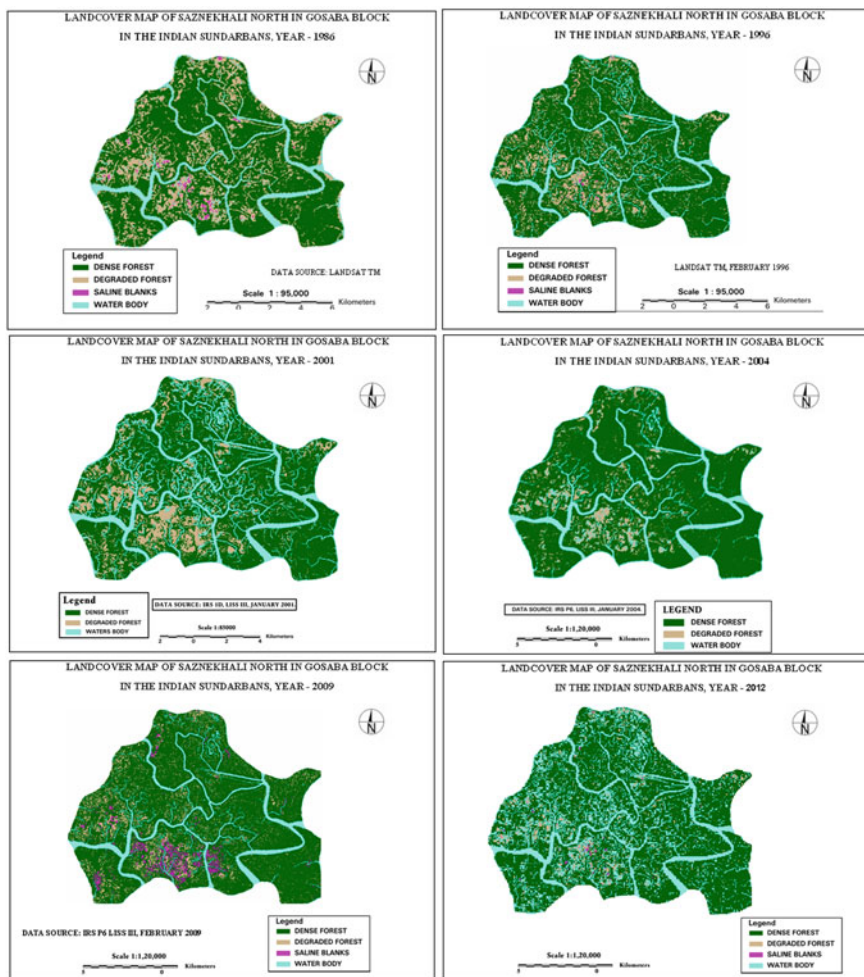 LANDCOVER MAP OF SAZNEKHALI NORTH IN GOSABA BLOCK
IN THE INDIAN SUNDARBANS, YEAR - 1986
N
Legend
DENSE FOREST
DEGRADED FOREST
SALINE BLANKS
WATER BODY
DATA SOURCE: LANDSAT TM
Scale 1 : 95,000
2 0 2 4 6 Kilometers
LANDCOVER MAP OF SAZNEKHALI NORTH IN GOSABA BLOCK
IN THE INDIAN SUNDARBANS, YEAR - 1996
N
Legend
DENSE FOREST
DEGRADED FOREST
SALINE BLANKS
WATER BODY
LANDSAT TM, FEBRUARY 1996
Scale 1 : 95,000
2 0 2 4 6 Kilometers
LANDCOVER MAP OF SAZNEKHALI NORTH IN GOSABA BLOCK
IN THE INDIAN SUNDARBANS, YEAR - 2001
N
Legend
DENSE FOREST
DEGRADED FOREST
WATERS BODY
DATA SOURCE: IRS 1D, LISS III, JANUARY 2001.
2 0 2 4 Kilometers
LANDCOVER MAP OF SAZNEKHALI NORTH IN GOSABA BLOCK
IN THE INDIAN SUNDARBANS, YEAR - 2004
N
DATA SOURCE: IRS P6, LISS III, JANUARY 2004.
Scale 1:1,20,000
Kilometers
LEGEND
DENSE FOREST
DEGRADED FOREST
WATER BODY
LANDCOVER MAP OF SAZNEKHALI NORTH IN GOSABA BLOCK
IN THE INDIAN SUNDARBANS, YEAR - 2009
N
DATA SOURCE: IRS P6 LISS III, FEBRUARY 2009
Scale 1:1,20,000
Kilometers
Legend
DENSE FOREST
DEGRADED FOREST
SALINE BLANKS
WATER BODY
LANDCOVER MAP OF SAZNEKHALI NORTH IN GOSABA BLOCK
IN THE INDIAN SUNDARBANS, YEAR - 2012
N
Scale 1:1,20,000
Kilometers
Legend
DENSE FOREST
DEGRADED FOREST
SALINE BLANKS
WATER BODY